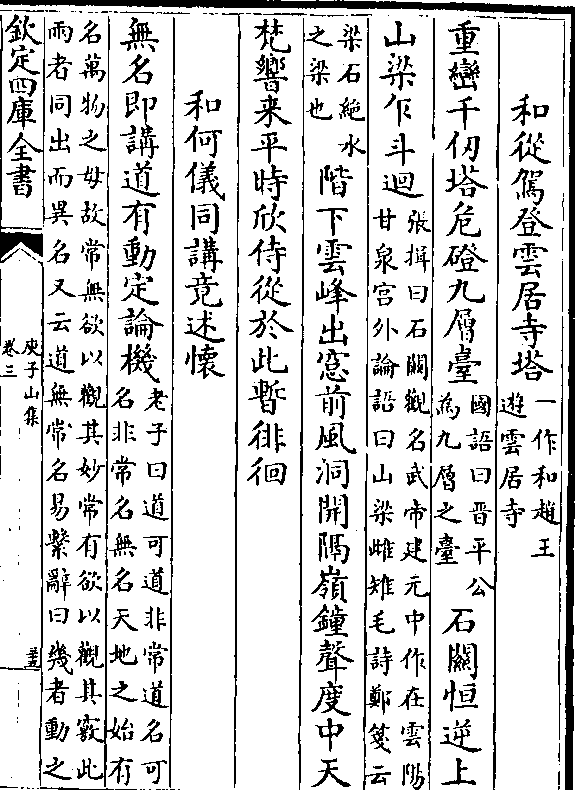 和從駕登雲居寺塔一作和趙王遊雲居寺
重巒千仞塔危磴九層臺國語曰晋平公為九層之臺石闕恒逆上
山梁乍斗迴張揖曰石闕觀名武帝建元中作在雲陽甘泉宫外論語曰山梁雌雉毛詩鄭箋云
梁石絶水之梁也階下雲峰出窓前風洞開隔嶺鐘聲度中天
梵響来平時欣侍從於此暫徘徊
和何儀同講竟述懷
無名即講道有動定論機老子曰道可道非常道名可名非常名無名天地之始有
名萬物之母故常無欲以觀其妙常有欲以觀其竅此兩者同出而異名又云道無常名易繫辭曰幾者動之
欽定四庫全書
庾子山集
卷三